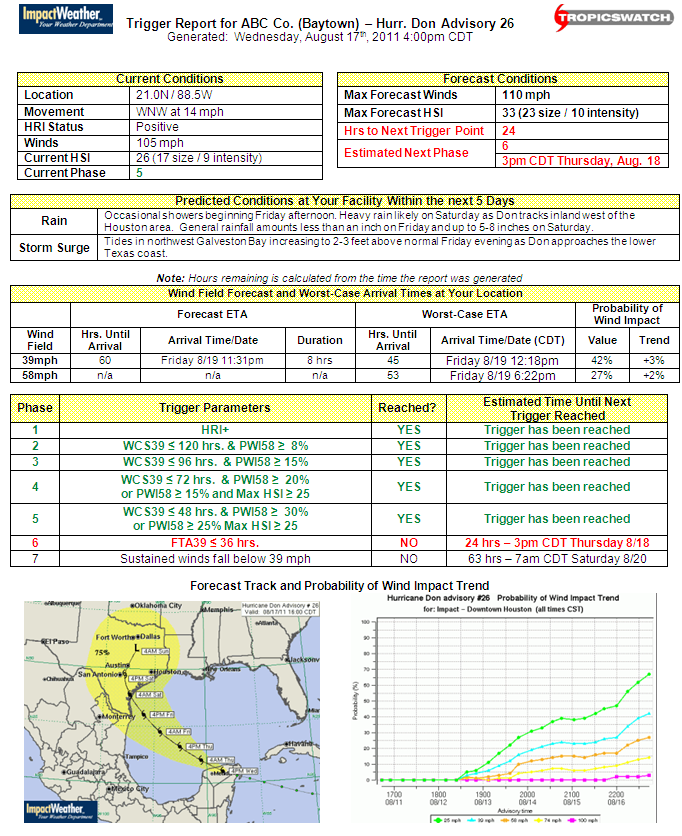 ImpactWeather
Your Weather Department
Trigger Report for ABC Co. (Baytown) – Hurr. Don Advisory 26
Generated: Wednesday, August 17th, 2011 4:00pm CDT
TROPICSWATCH
Current Conditions
Location 21.0N / 88.5W
Movement WNW at 14 mph
HRI Status Positive
Winds 105 mph
Current HSI 26 (17 size / 9 intensity)
Current Phase 5
Forecast Conditions
Max Forecast Winds 110 mph
Max Forecast HSI 33 (23 size / 10 intensity)
Hrs to Next Trigger Point 24
Estimated Next Phase 6
3pm CDT Thursday, Aug. 18
Predicted Conditions at Your Facility Within the next 5 Days
Rain Occasional showers beginning Friday afternoon. Heavy rain likely on Saturday as Don tracks inland west of the
Houston area. General rainfall amounts less than an inch on Friday and up to 5-8 inches on Saturday.
Storm Surge Tides in northwest Galveston Bay increasing to 2-3 feet above normal Friday evening as Don approaches the lower
Texas coast.
Note: Hours remaining is calculated from the time the report was generated
Wind Field Forecast and Worst-Case Arrival Times at Your Location
Forecast ETA Worst-Case ETA Probability of Wind Impact
Wind Field Hrs. Until Arrival Arrival Time/Date Duration Hrs. Until Arrival Arrival Time/Date (CDT) Value Trend
39mph 60 Friday 8/19 11:31pm 8 hrs 45 Friday 8/19 12:18pm 42% +3%
58mph n/a n/a n/a 53 Friday 8/19 6:22pm 27% +2%
Phase Trigger Parameters Reached? Estimated Time Until Next Trigger Reached
1 HRI+ YES Trigger has been reached
2 WCS39 ≤ 120 hrs. & PWI58 ≥ 8% YES Trigger has been reached
3 WCS39 ≤ 96 hrs. & PWI58 ≥ 15% YES Trigger has been reached
4 WCS39 ≤ 72 hrs. & PWI58 ≥ 20%
or PWI58 ≥ 15% and Max HSI ≥ 25 YES Trigger has been reached
5 WCS39 ≤ 48 hrs. & PWI58 ≥ 30%
or PWI58 ≥ 25% Max HSI ≥ 25 YES Trigger has been reached
6 FTA39 ≤ 36 hrs. NO 24 hrs – 3pm CDT Thursday 8/18
7 Sustained winds fall below 39 mph NO 63 hrs – 7am CDT Saturday 8/20
Forecast Track and Probability of Wind Impact Trend
Albuquerque
Oklahoma City
Memphis
Hurricane Don Advisory # 26
Valid 08/17/11 16:00 CDT
Atlanta
El Paso
Fort Worth Dallas
75%
L
4AM Sun
Jacksonv
Austin
New Orleans
San Antonio
Houston
4PM Sat
Chihuahua
4AM Sat
Monterrey
4PM Fri
4AM Fri
4PM Thu
Havana
Tampico
4AM Thu
4PM Wed
Guadalajara
Mexico City
ImpactWeather
Your Weather Department
Hurricane Don advisory #26 Probability of Wind Impact Trend
for: Impact – Downtown Houston (all times CST)
Probability (%)
100
90
80
70
60
50
40
30
20
10
0
1700 1800 1900 2000 2100 2200
08/11 08/12 08/13 08/14 08/15 08/16
Advisory time
25 mph 39 mph 58 mph 74 mph 100 mph